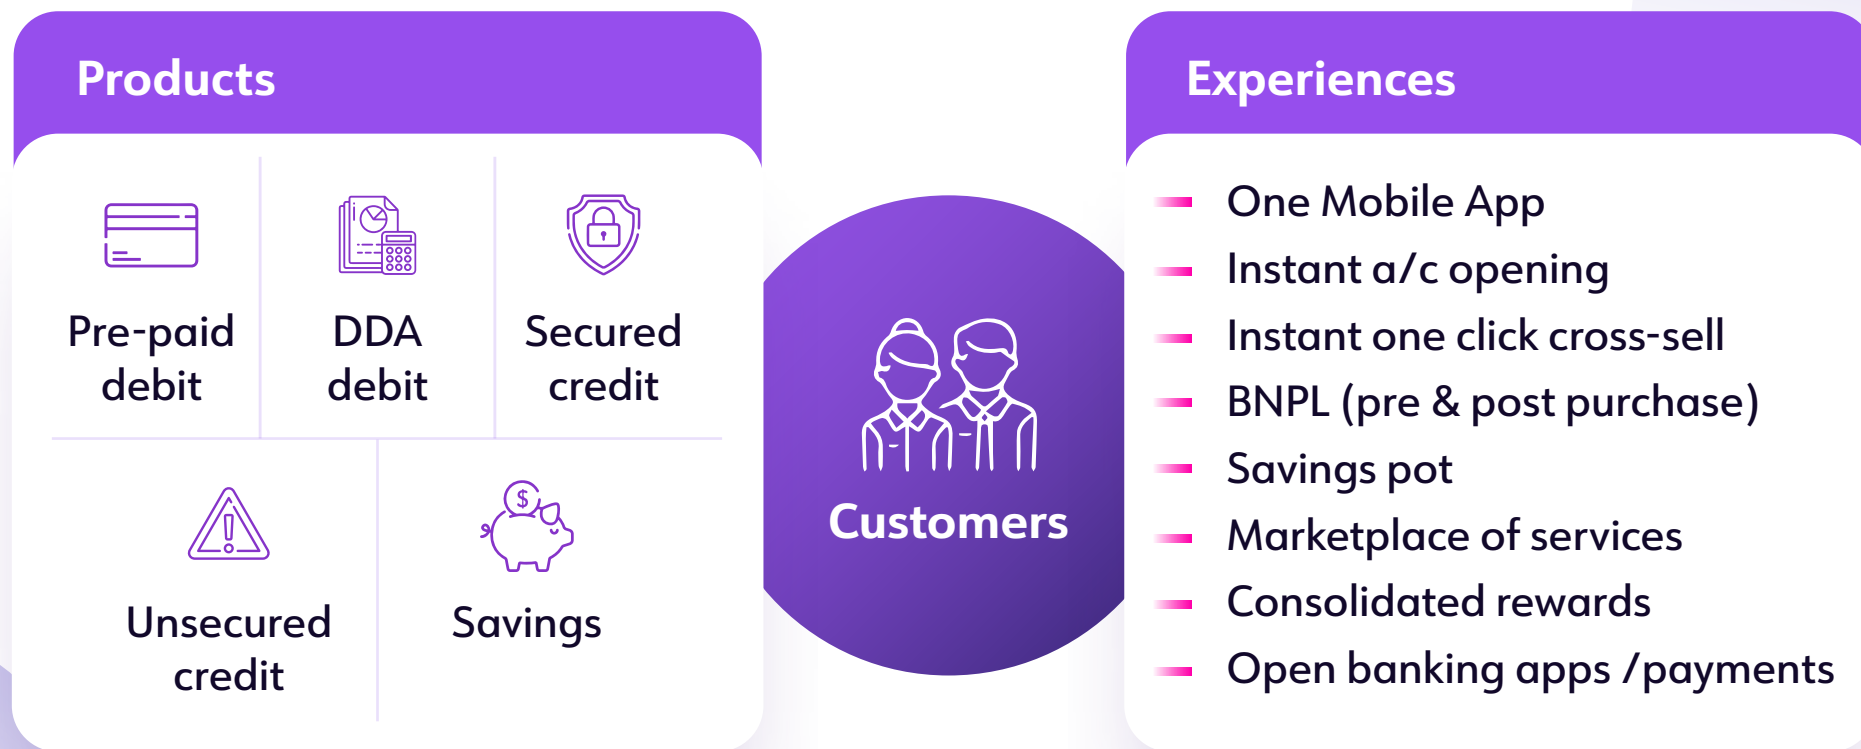 Products
Pre-paid
debit
DDA
debit
Secured
credit
Unsecured
credit
$
Savings
Customers
Experiences
One Mobile App
Instant a/c opening
Instant one click cross-sell
BNPL (pre & post purchase)
Savings pot
Marketplace of services
Consolidated rewards
Open banking apps /payments